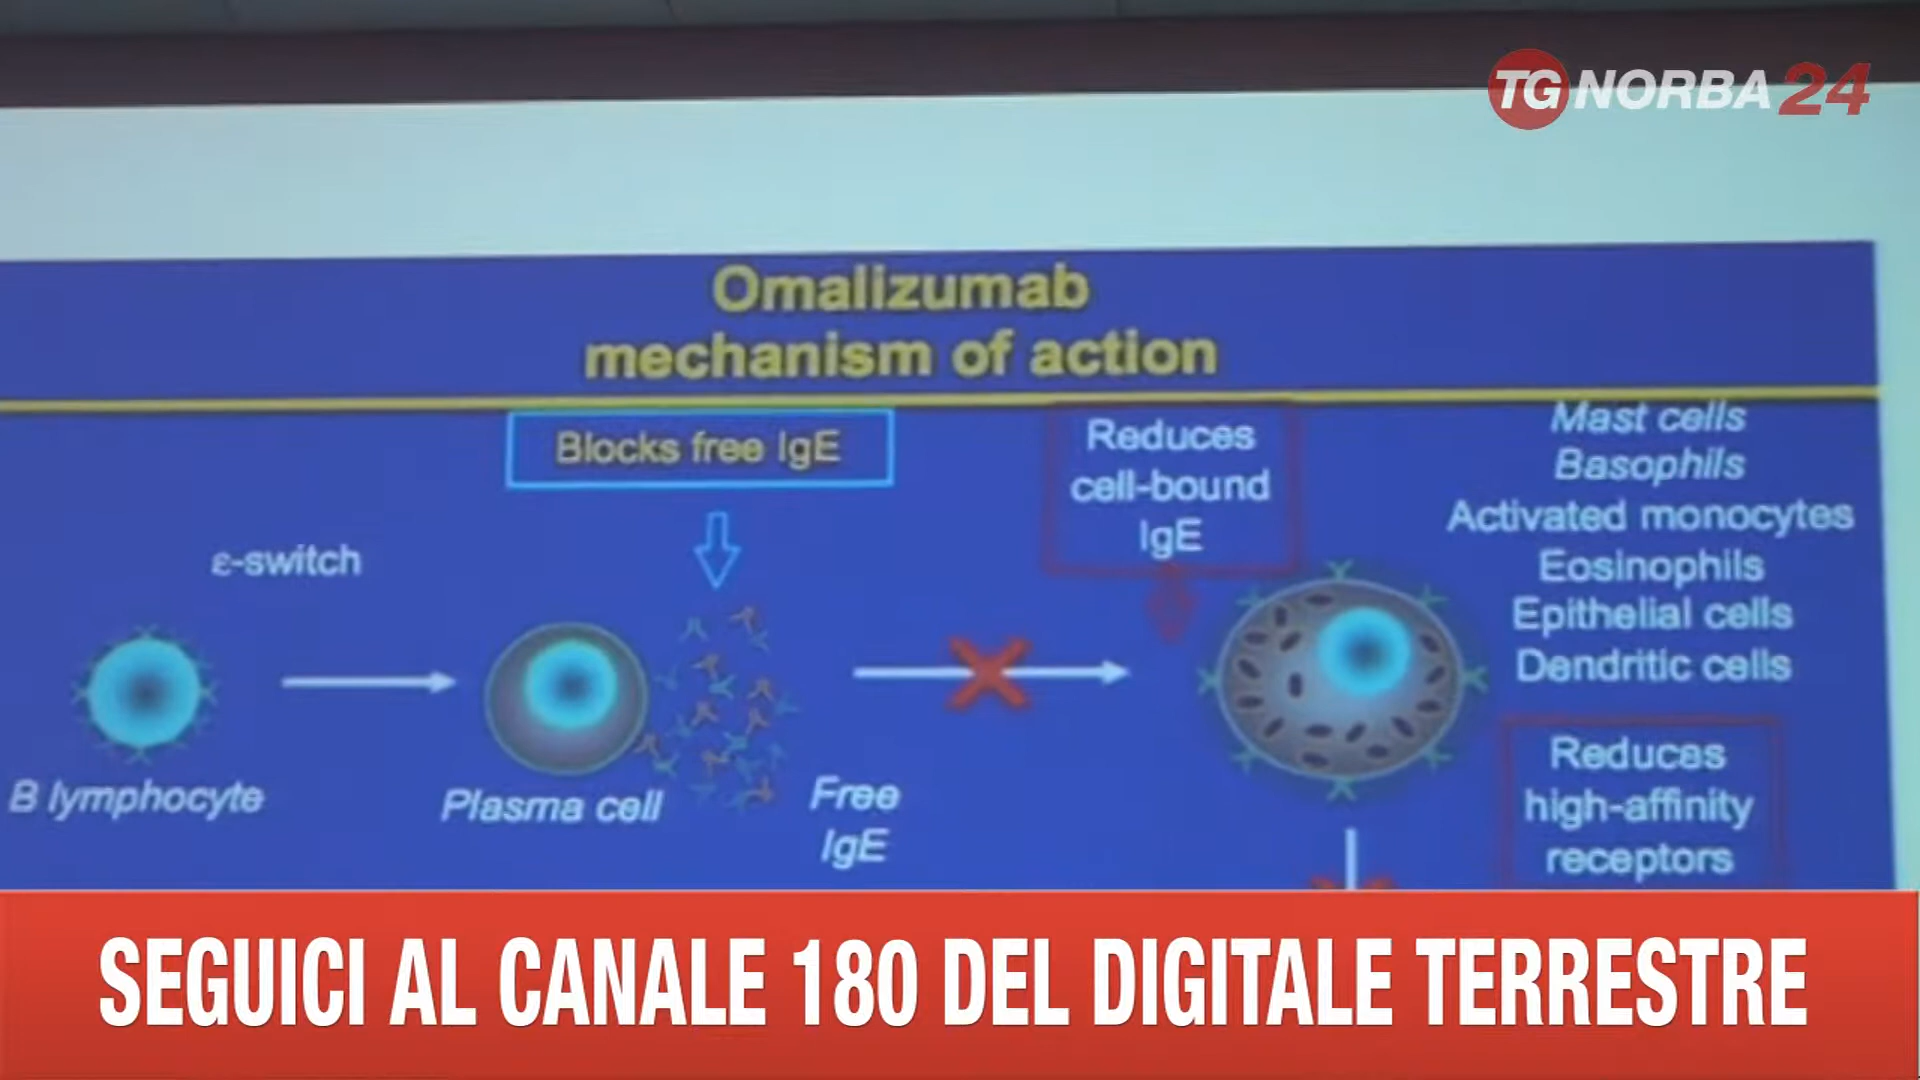 TG NORBA 24
Omalizumab
mechanism of action
Blocks free IgE
Reduces
cell-bound
IgE
Mast cells
Basophils
Activated monocytes
Eosinophils
Epithelial cells
Dendritic cells
ε-switch
B lymphocyte
Plasma cell
Free
IgE
Reduces
high-affinity
receptors
SEGUICI AL CANALE 180 DEL DIGITALE TERRESTRE